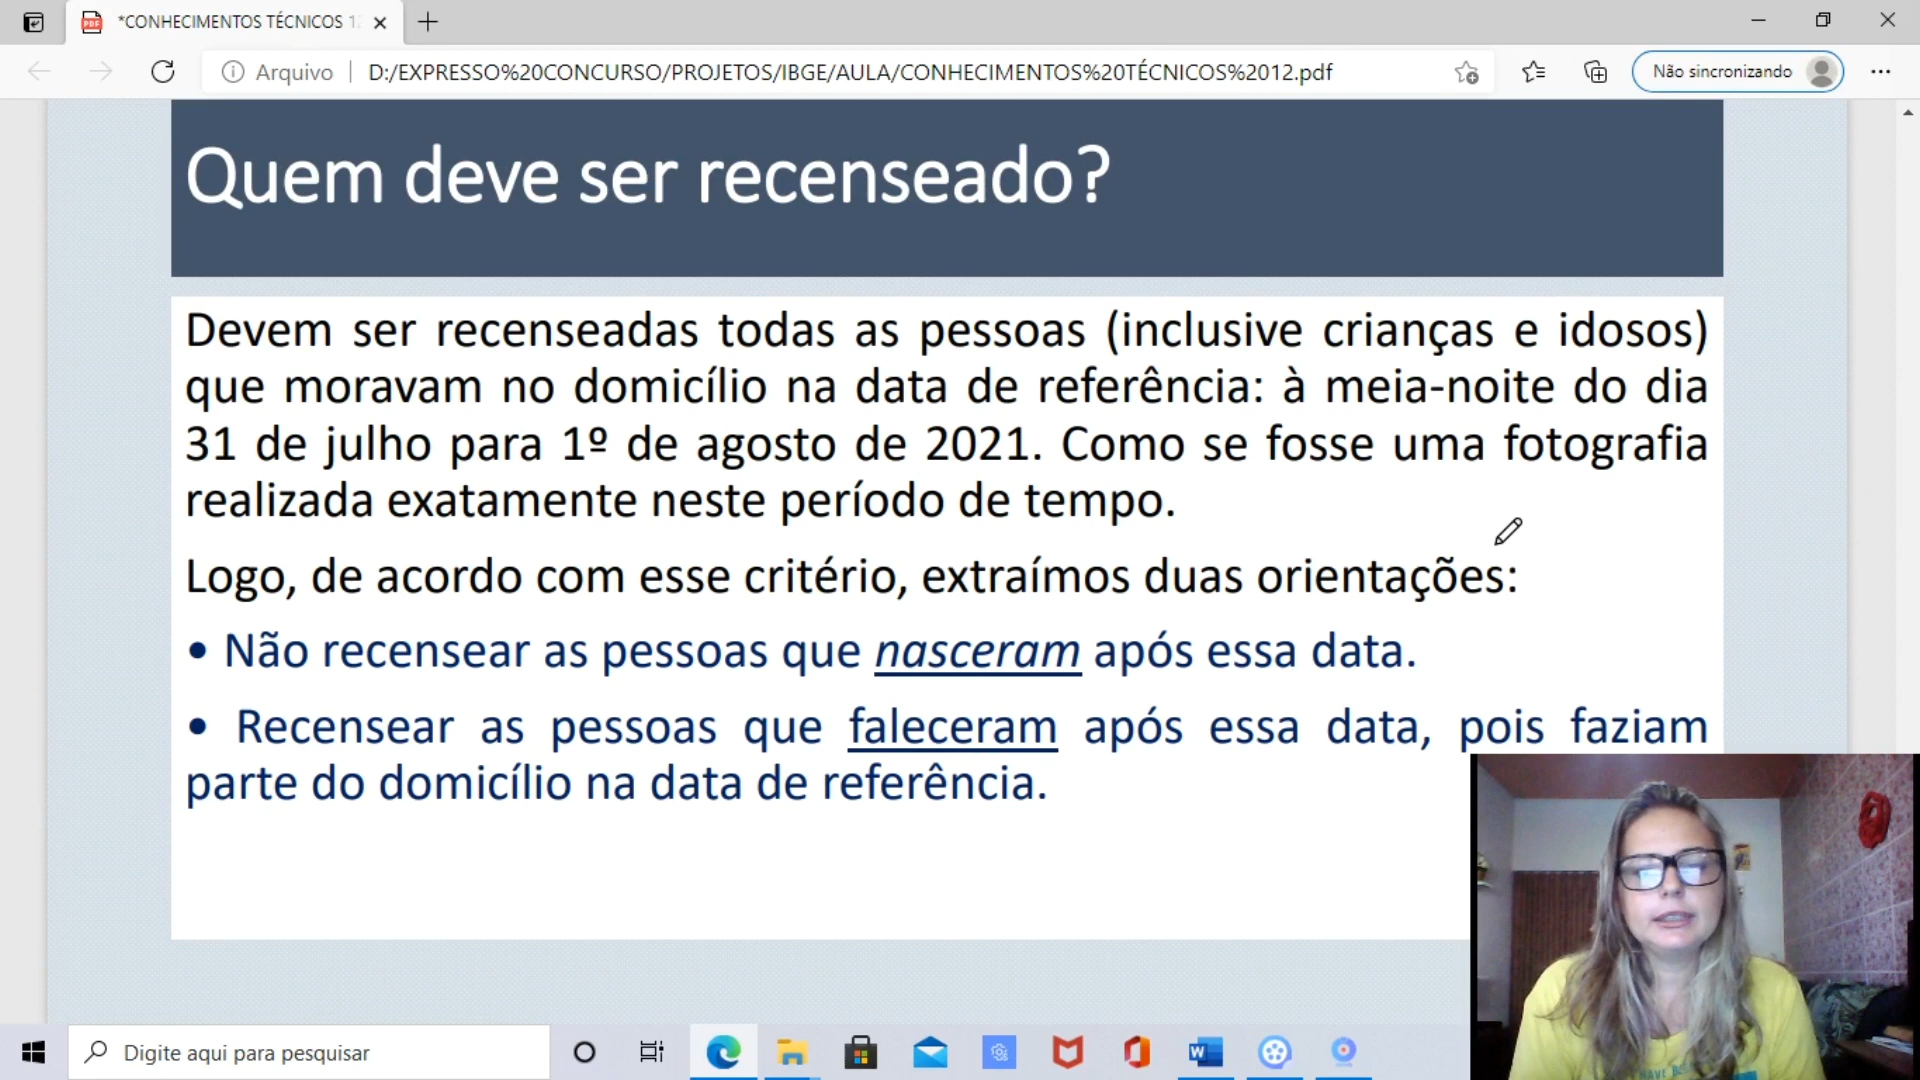 *CONHECIMENTOS TÉCNICOS 1
Arquivo
D:/EXPRESSO%20CONCURSO/PROJETOS/IBGE/AULA/CONHECIMENTOS%20TÉCNICOS%2012.pdf
Não sincronizando
Quem deve ser recenseado?
Devem ser recenseadas todas as pessoas (inclusive crianças e idosos)
que moravam no domicílio na data de referência: à meia-noite do dia
31 de julho para 1º de agosto de 2021. Como se fosse uma fotografia
realizada exatamente neste período de tempo.
Logo, de acordo com esse critério, extraímos duas orientações:
• Não recensear as pessoas que nasceram após essa data.
• Recensear as pessoas que faleceram após essa data, pois faziam
parte do domicílio na data de referência.
Digite aqui para pesquisar